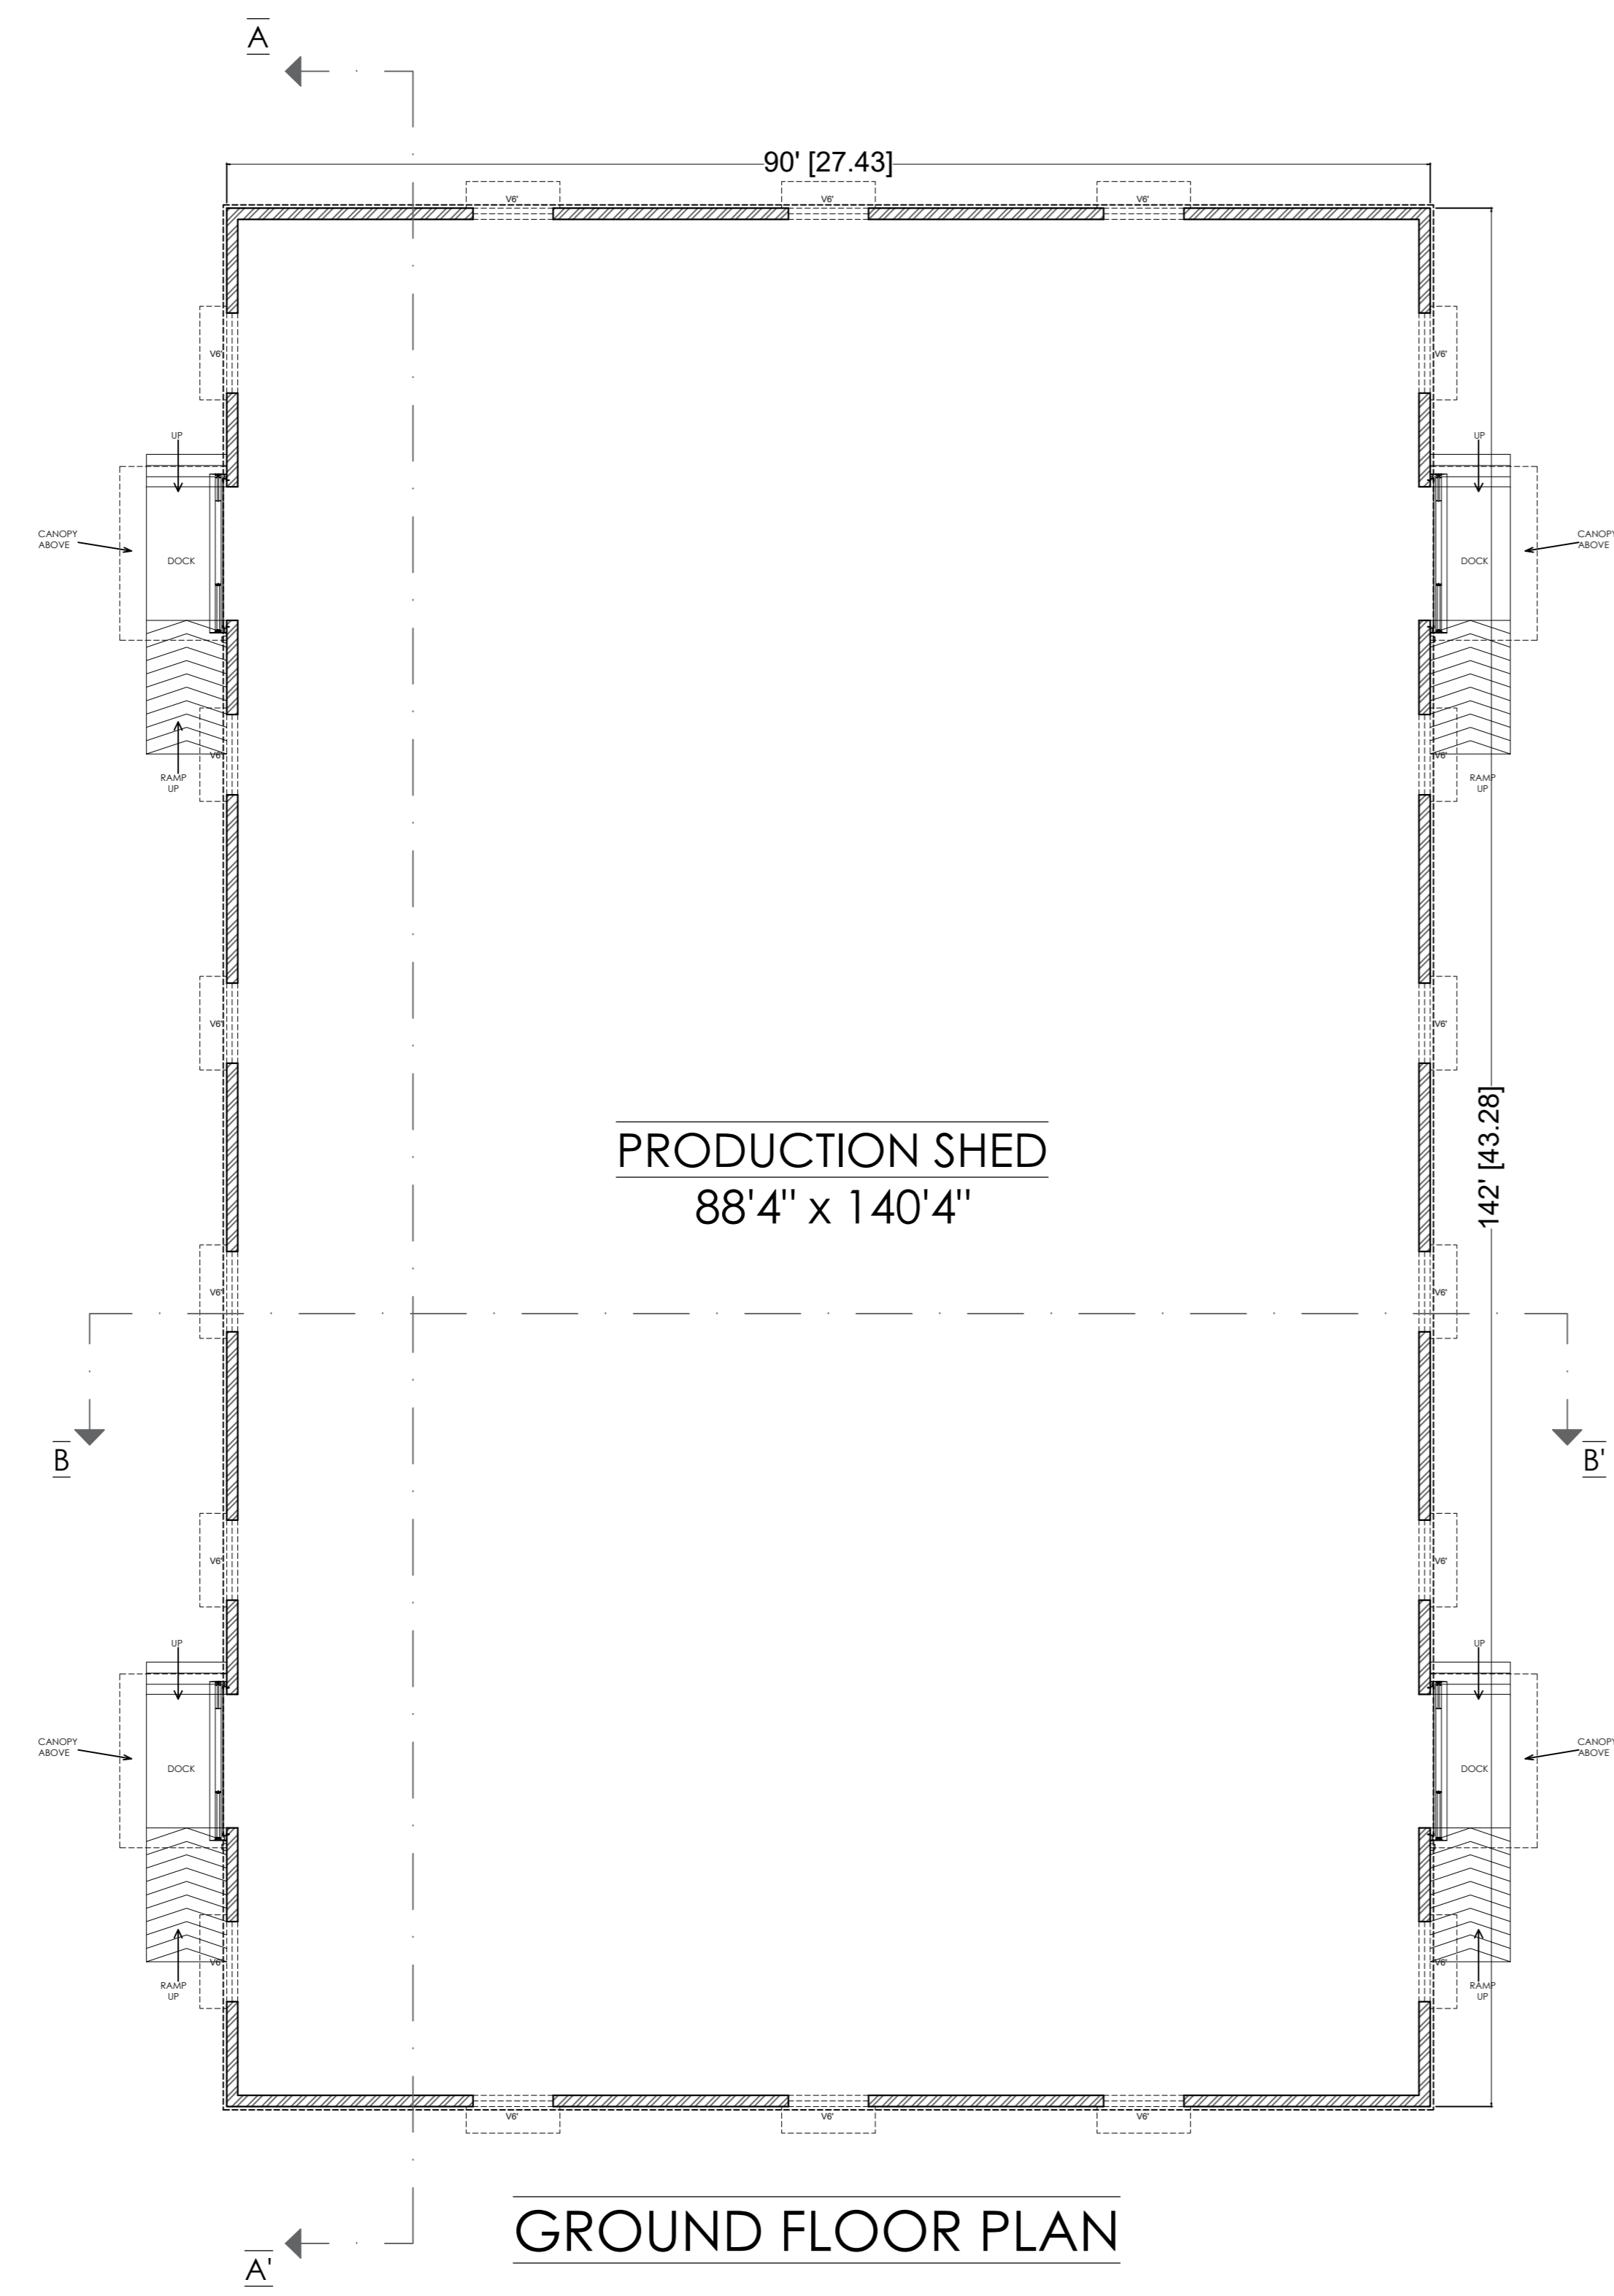 A
90' [27.43]
V6'
V6'
V6'
V6'
V6'
UP
UP
CANOPY
ABOVE
CANOPY
ABOVE
DOCK
DOCK
V6'
V6'
RAMP
UP
RAMP
UP
V6'
V6'
PRODUCTION SHED
88'4" x 140'4"
142' [43.28]
V6'
V6'
B
B'
V6'
V6'
UP
UP
CANOPY
ABOVE
CANOPY
ABOVE
DOCK
DOCK
V6'
V6'
RAMP
UP
RAMP
UP
V6'
V6'
V6'
GROUND FLOOR PLAN
A'